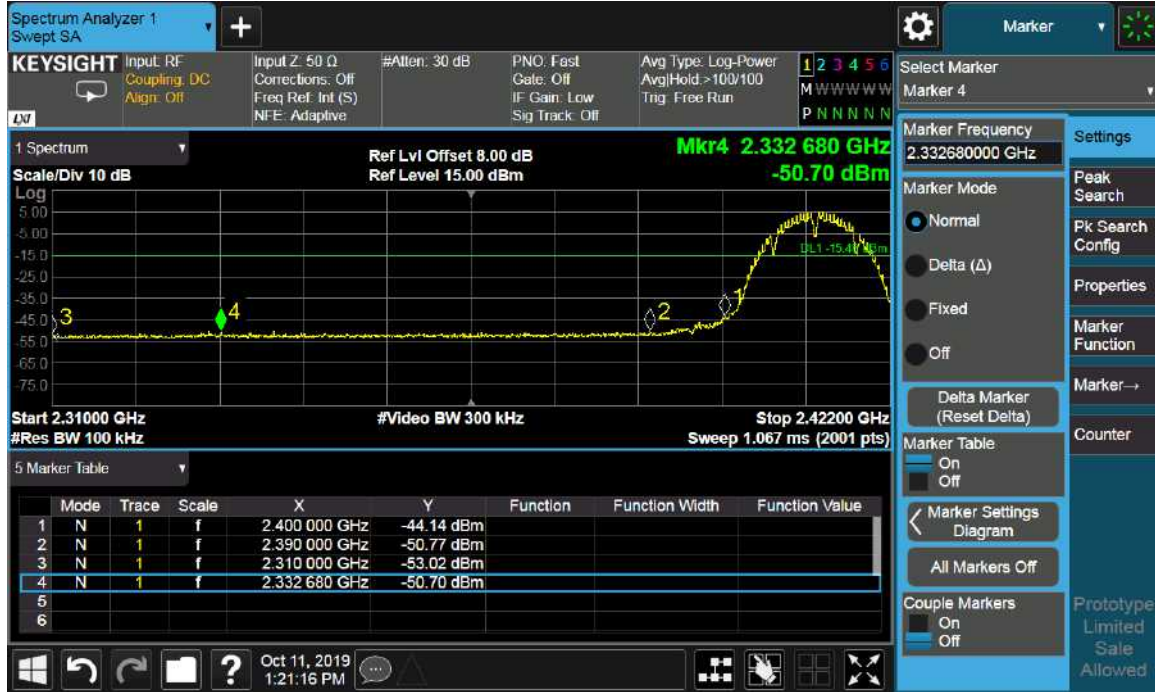 Spectrum Analyzer 1
Swept SA
+
Marker
KEYSIGHT
Input: RF
Coupling: DC
Align: Off
LXI
Input Z: 50 Ω
Corrections: Off
Freq Ref: Int (S)
NFE: Adaptive
#Atten: 30 dB
PNO: Fast
Gate: Off
IF Gain: Low
Sig Track: Off
Avg Type: Log-Power
Avg|Hold:>100/100
Trig: Free Run
1 2 3 4 5 6
M W W W W W
P N N N N N
Select Marker
Marker 4
1 Spectrum
Scale/Div 10 dB
Ref Lvl Offset 8.00 dB
Ref Level 15.00 dBm
Mkr4 2.332 680 GHz
-50.70 dBm
Log
5.00
-5.00
-15.0
-25.0
-35.0
-45.0
-55.0
-65.0
-75.0
3
4
2
1
Start 2.31000 GHz
#Video BW 300 kHz
Stop 2.42200 GHz
#Res BW 100 kHz
Sweep 1.067 ms (2001 pts)
5 Marker Table
Mode Trace Scale X Y Function Function Width Function Value
1 N 1 f 2.400 000 GHz -44.14 dBm
2 N 1 f 2.390 000 GHz -50.77 dBm
3 N 1 f 2.310 000 GHz -53.02 dBm
4 N 1 f 2.332 680 GHz -50.70 dBm
5
6
Marker Frequency
2.332680000 GHz
Marker Mode
Normal
Delta (Δ)
Fixed
Off
Delta Marker
(Reset Delta)
Marker Table
On
Off
Marker Settings
Diagram
All Markers Off
Couple Markers
On
Off
Settings
Peak
Search
Pk Search
Config
Properties
Marker
Function
Marker→
Counter
Prototype
Limited
Sale
Allowed
?
Oct 11, 2019
1:21:16 PM